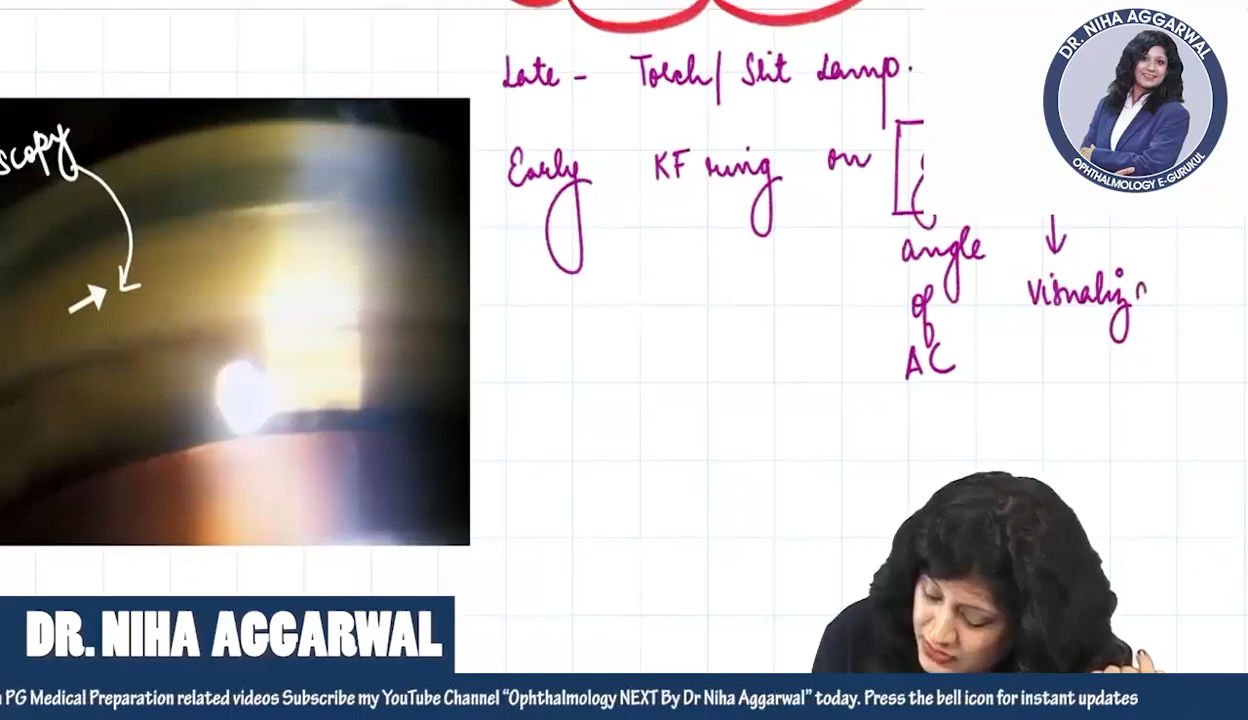 Late - Torch/ Slit Lamp.
scopy
Early KF ring on
angle
of
AC
↓
visualiz
DR. NIHA AGGARWAL
OPHTHALMOLOGY E-GURUKUL
DR. NIHA AGGARWAL
PG Medical Preparation related videos Subscribe my YouTube Channel "Ophthalmology NEXT By Dr Niha Aggarwal" today. Press the bell icon for instant updates